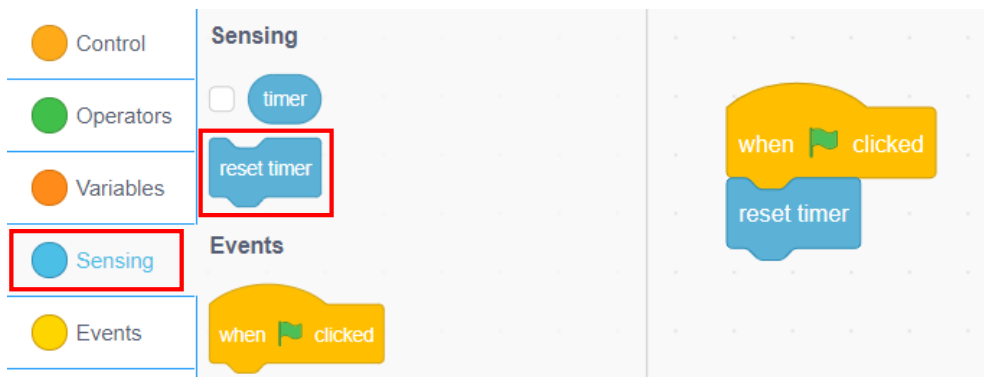 Control
Operators
Variables
Sensing
Events
Sensing
timer
reset timer
Events
when clicked
when clicked
reset timer